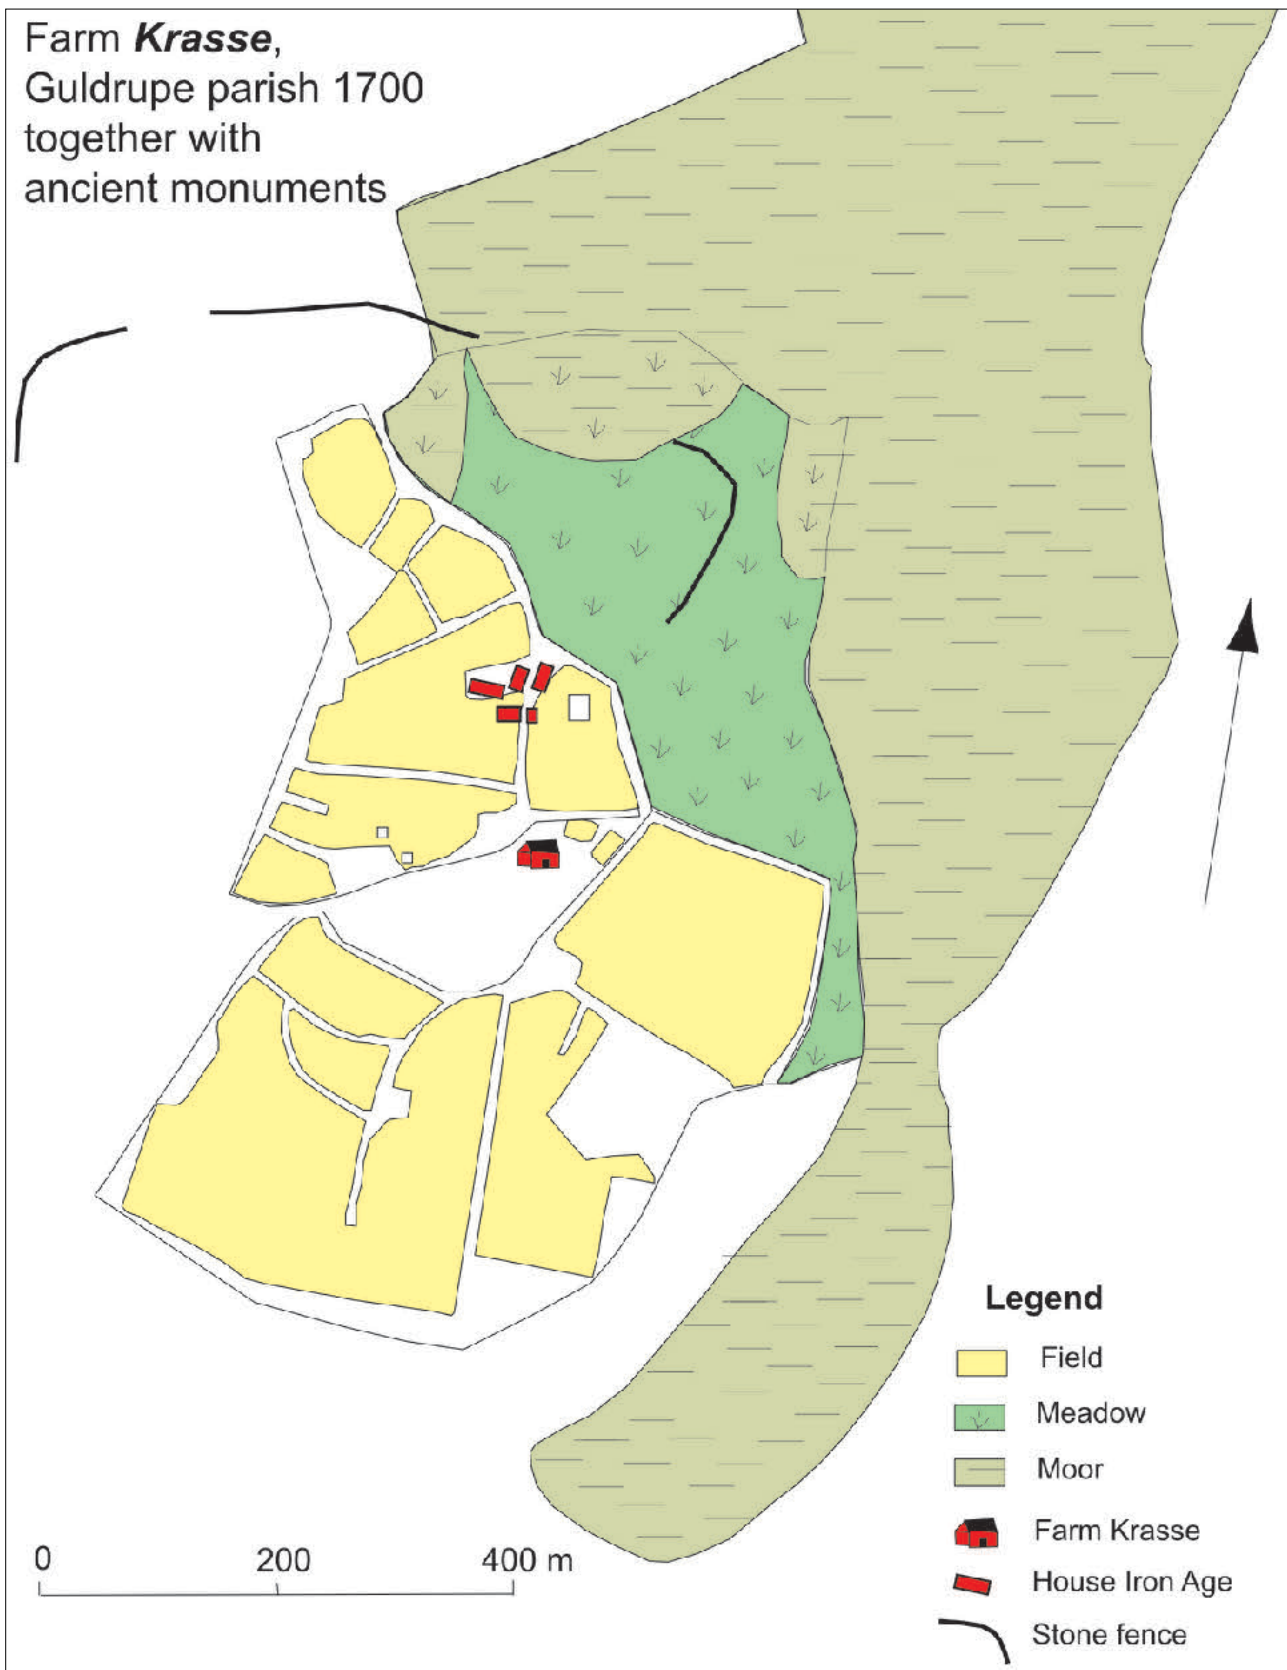 Farm Krasse,
Guldrupe parish 1700
together with
ancient monuments
Legend
Field
Meadow
Moor
Farm Krasse
House Iron Age
Stone fence
0 200 400 m